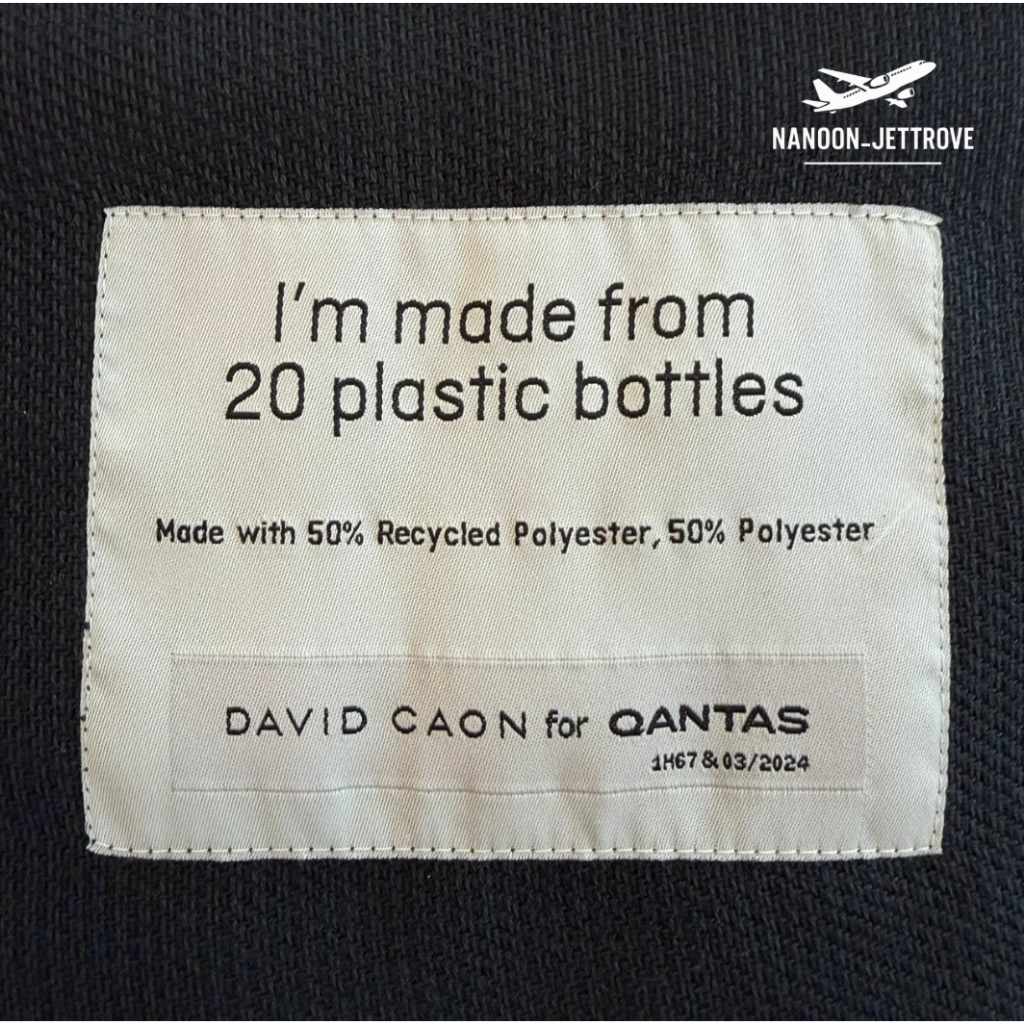 NANOON-JETTROVE
I'm made from
20 plastic bottles
Made with 50% Recycled Polyester, 50% Polyester
DAVID CAON for QANTAS
1H67 & 03/2024